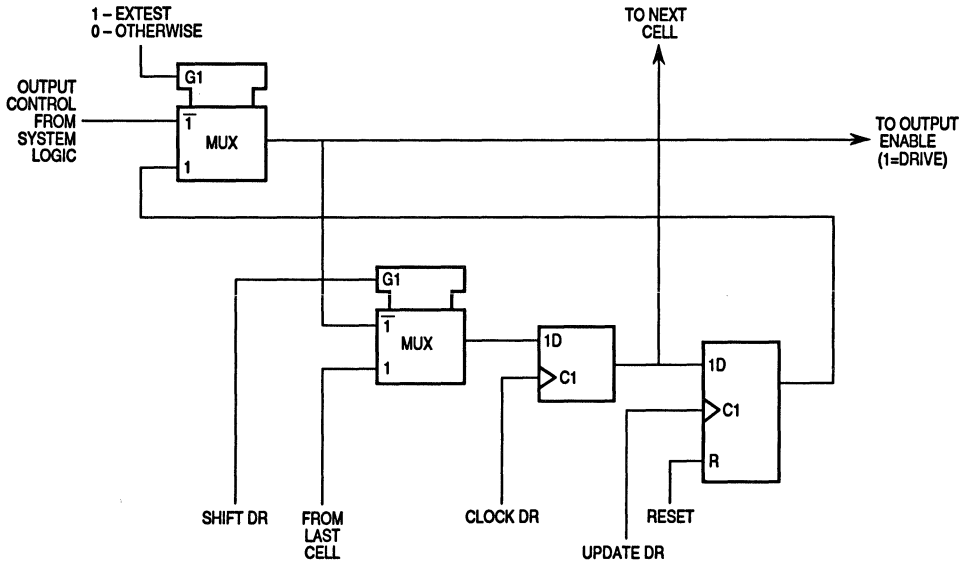 1 – EXTEST
0 – OTHERWISE
TO NEXT
CELL
G1
OUTPUT
CONTROL
FROM
SYSTEM
LOGIC
1̅
MUX
1
TO OUTPUT
ENABLE
(1=DRIVE)
G1
1̅
MUX
1
1D
C1
1D
C1
R
SHIFT DR
FROM
LAST
CELL
CLOCK DR
RESET
UPDATE DR